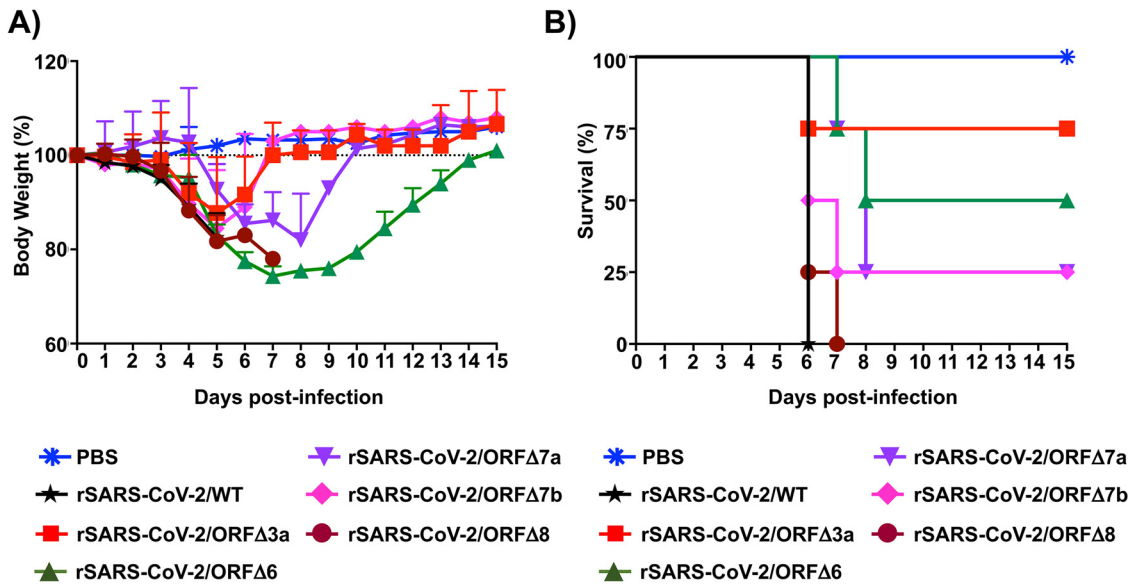 A)
120
100
80
60
Body Weight (%)
0 1 2 3 4 5 6 7 8 9 10 11 12 13 14 15
Days post-infection
PBS
rSARS-CoV-2/WT
rSARS-CoV-2/ORFΔ3a
rSARS-CoV-2/ORFΔ6
rSARS-CoV-2/ORFΔ7a
rSARS-CoV-2/ORFΔ7b
rSARS-CoV-2/ORFΔ8
B)
100
75
50
25
0
Survival (%)
0 1 2 3 4 5 6 7 8 9 10 11 12 13 14 15
Days post-infection
PBS
rSARS-CoV-2/WT
rSARS-CoV-2/ORFΔ3a
rSARS-CoV-2/ORFΔ6
rSARS-CoV-2/ORFΔ7a
rSARS-CoV-2/ORFΔ7b
rSARS-CoV-2/ORFΔ8